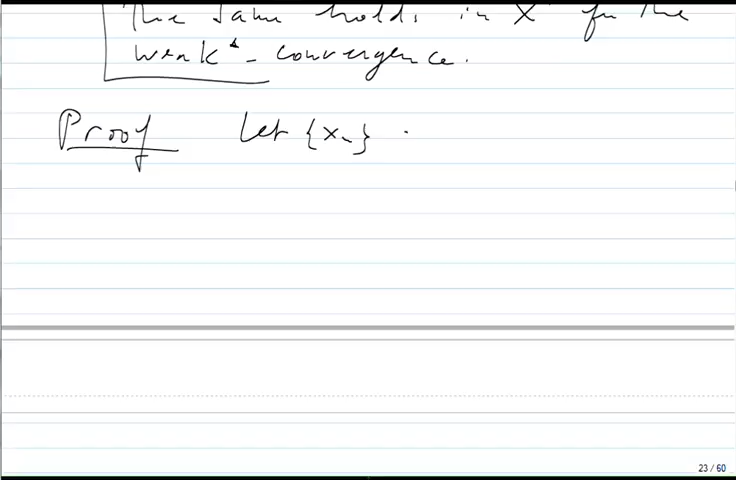 The same holds in X* for the
weak* - convergence.
Proof Let {xn}
23 / 60